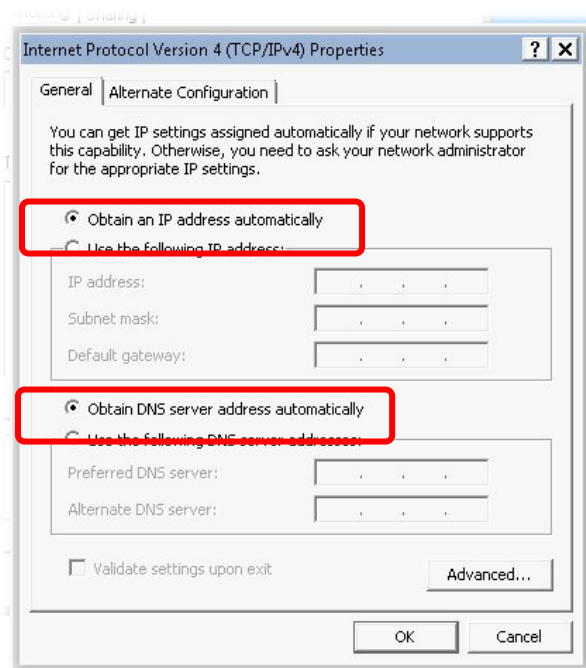 Sharing
Internet Protocol Version 4 (TCP/IPv4) Properties
? X
General Alternate Configuration
You can get IP settings assigned automatically if your network supports
this capability. Otherwise, you need to ask your network administrator
for the appropriate IP settings.
Obtain an IP address automatically
Use the following IP address:
IP address:
. . .
Subnet mask:
. . .
Default gateway:
. . .
Obtain DNS server address automatically
Use the following DNS server addresses:
Preferred DNS server:
. . .
Alternate DNS server:
. . .
Validate settings upon exit
Advanced...
OK Cancel